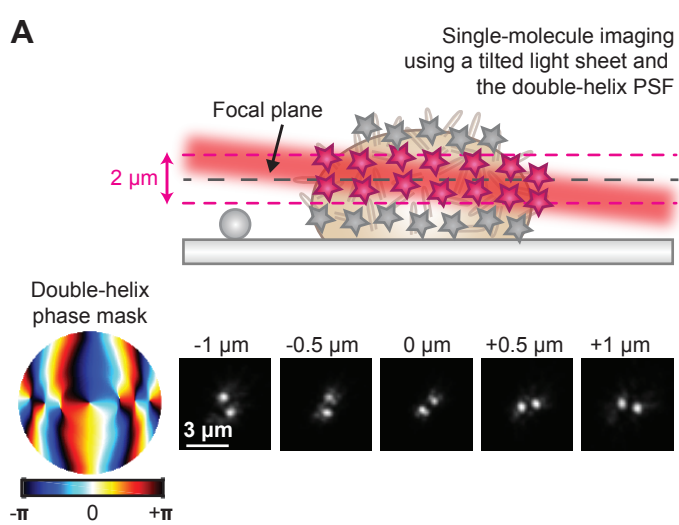 A
Single-molecule imaging
using a tilted light sheet and
the double-helix PSF
Focal plane
2 µm
Double-helix
phase mask
-1 µm
-0.5 µm
0 µm
+0.5 µm
+1 µm
3 µm
-π
0
+π